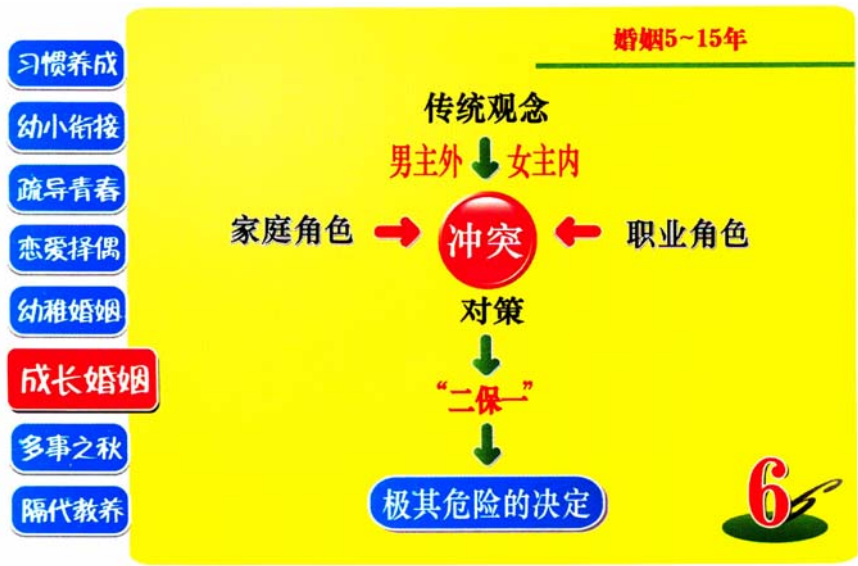 习惯养成
幼小衔接
疏导青春
恋爱择偶
幼稚婚姻
成长婚姻
多事之秋
隔代教养
婚姻5~15年
传统观念
男主外 女主内
家庭角色 冲突 职业角色
对策
“二保一”
极其危险的决定
6